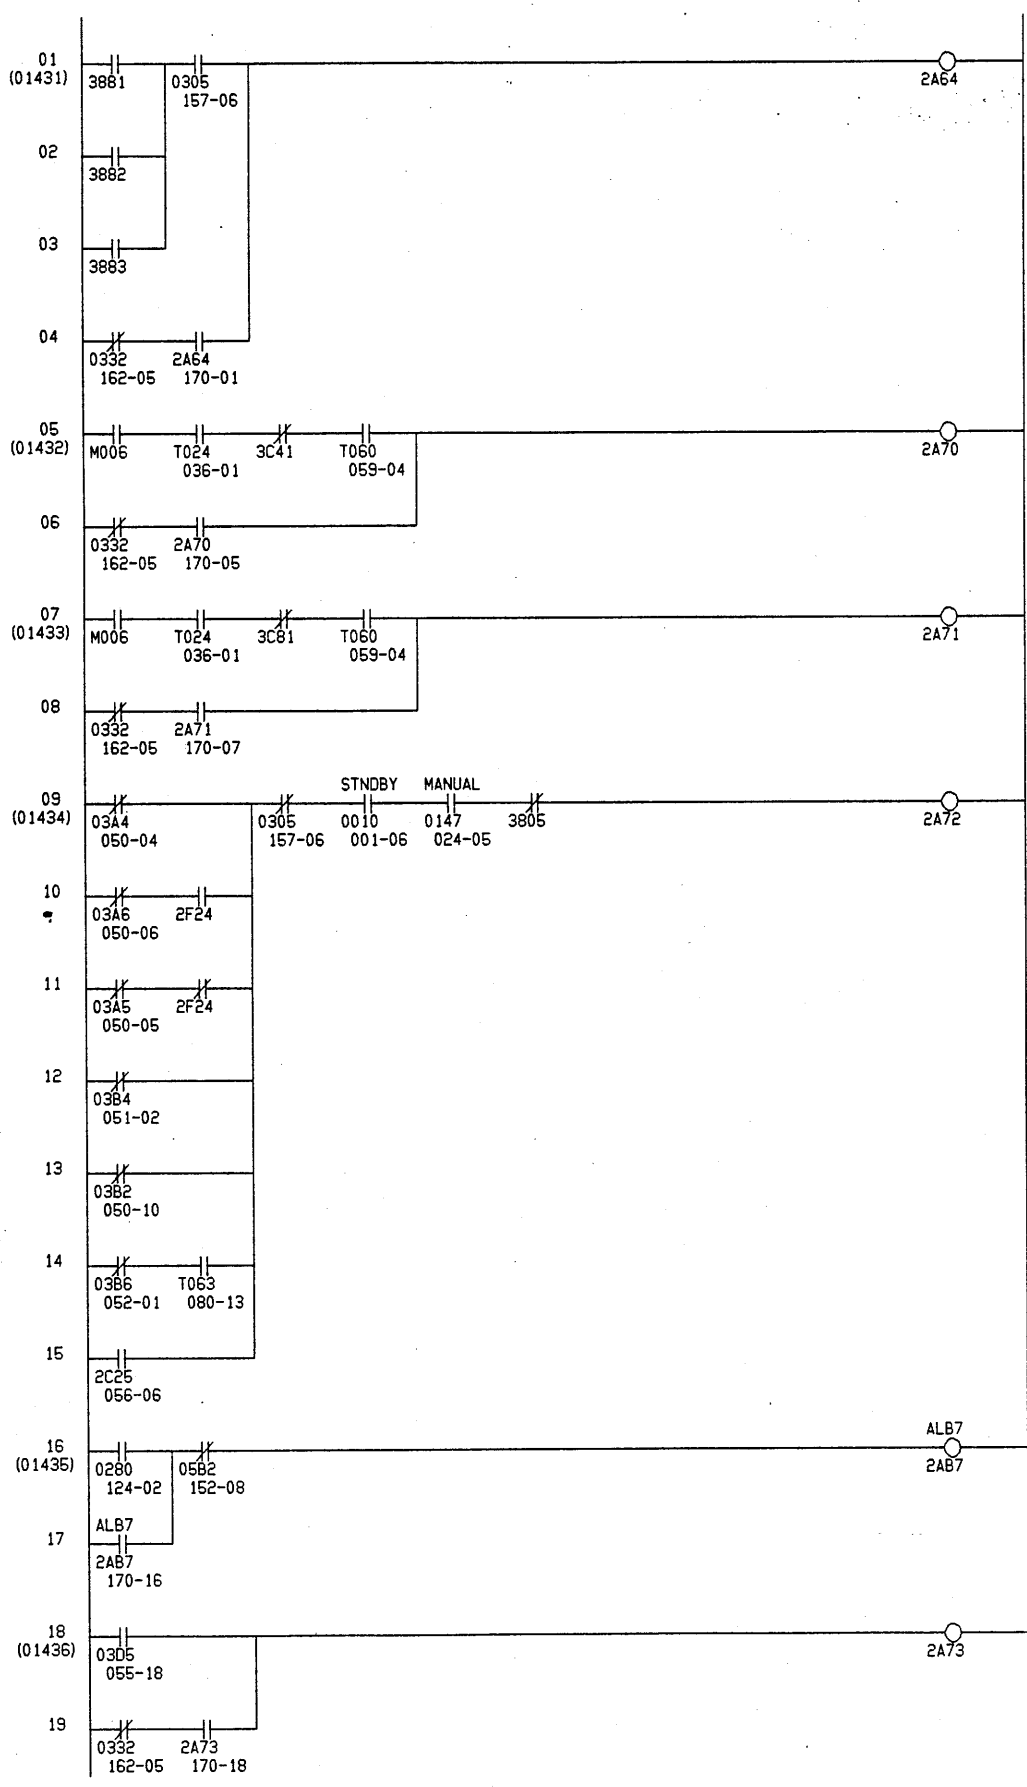 01
(01431)
3881 0305 2A64
157-06
02
3882
03
3883
04
0332 2A64
162-05 170-01
05
(01432)
M006 T024 3C41 T060 2A70
036-01 059-04
06
0332 2A70
162-05 170-05
07
(01433)
M006 T024 3C81 T060 2A71
036-01 059-04
08
0332 2A71
162-05 170-07
STNDBY MANUAL
09
(01434)
03A4 0305 0010 0147 3805 2A72
050-04 157-06 001-06 024-05
10
03A6 2F24
050-06
11
03A5 2F24
050-05
12
03B4
051-02
13
03B2
050-10
14
03B6 T063
052-01 080-13
15
2C25
056-06
ALB7
16
(01435)
0280 05B2 2AB7
124-02 152-08
ALB7
17
2AB7
170-16
18
(01436)
03D5 2A73
055-18
19
0332 2A73
162-05 170-18